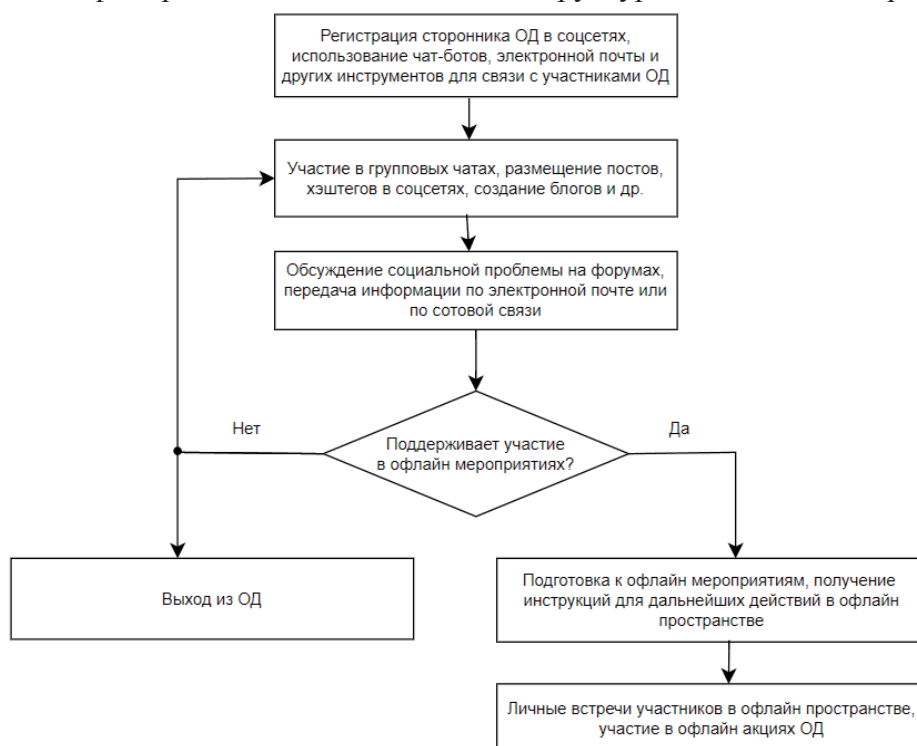 Регистрация сторонника ОД в соцсетях,
использование чат-ботов, электронной почты и
других инструментов для связи с участниками ОД
Участие в групповых чатах, размещение постов,
хэштегов в соцсетях, создание блогов и др.
Обсуждение социальной проблемы на форумах,
передача информации по электронной почте или
по сотовой связи
Нет
Поддерживает участие
в офлайн мероприятиях?
Да
Выход из ОД
Подготовка к офлайн мероприятиям, получение
инструкций для дальнейших действий в офлайн
пространстве
Личные встречи участников в офлайн пространстве,
участие в офлайн акциях ОД